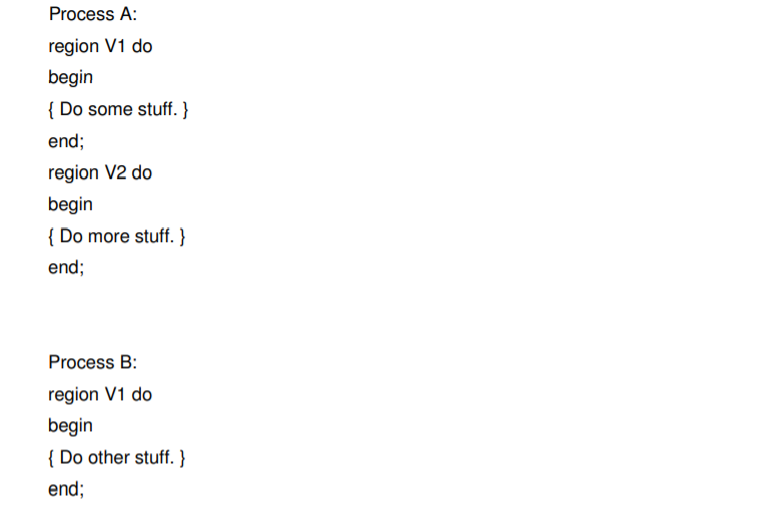 Process A:
region V1 do
begin
{ Do some stuff. }
end;
region V2 do
begin
{ Do more stuff. }
end;
Process B:
region V1 do
begin
{ Do other stuff. }
end;